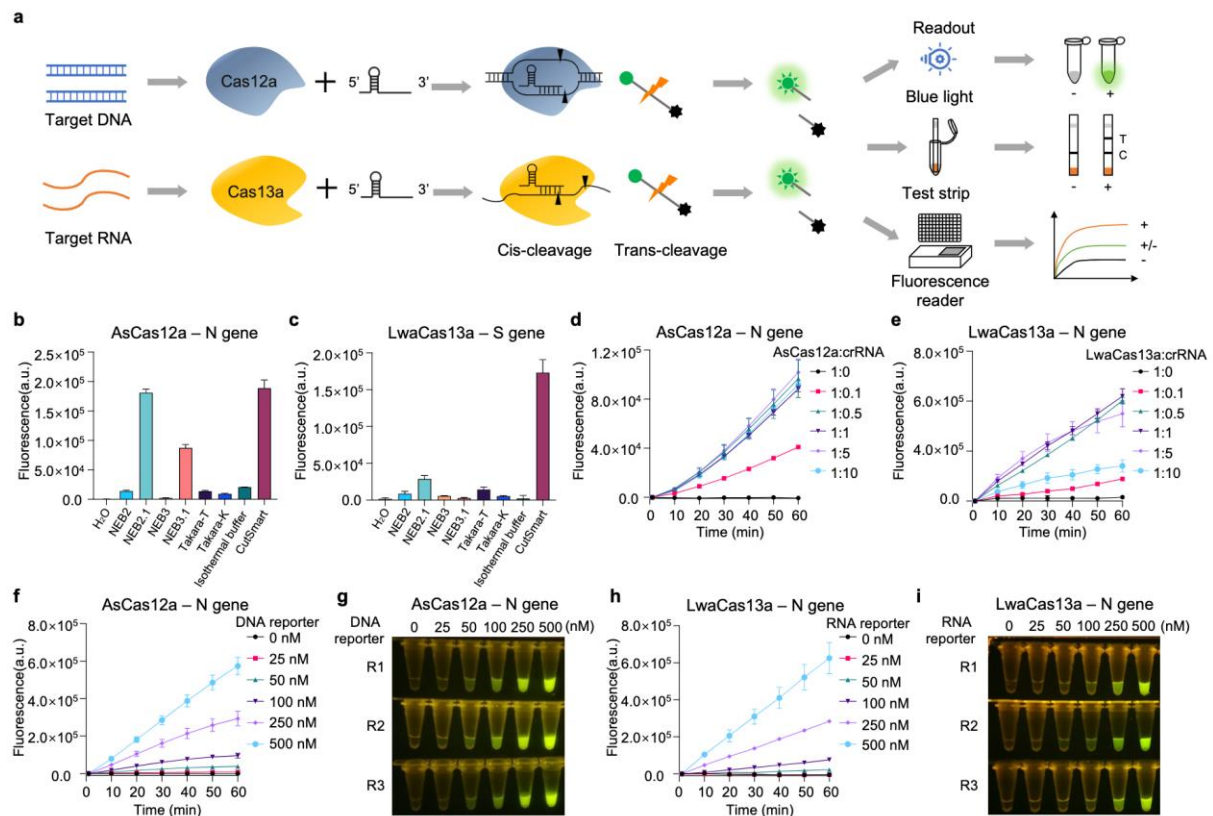 a
Target DNA
Cas12a
+
5’ 3’
Target RNA
Cas13a
+
5’ 3’
Cis-cleavage
Trans-cleavage
Readout
Blue light
- +
Test strip
T
C
- +
Fluorescence
reader
+
+/-
-
b
AsCas12a – N gene
Fluorescence(a.u.)
2.5×10⁵
2.0×10⁵
1.5×10⁵
1.0×10⁵
5.0×10⁴
0.0
H₂O
NEB2
NEB2.1
NEB3
NEB3.1
Takara-T
Takara-K
Isothermal buffer
CutSmart
c
LwaCas13a – S gene
Fluorescence(a.u.)
2.0×10⁵
1.5×10⁵
1.0×10⁵
5.0×10⁴
0.0
H₂O
NEB2
NEB2.1
NEB3
NEB3.1
Takara-T
Takara-K
Isothermal buffer
CutSmart
d
AsCas12a – N gene
Fluorescence(a.u.)
1.2×10⁵
8.0×10⁴
4.0×10⁴
0.0
0 10 20 30 40 50 60
Time (min)
AsCas12a:crRNA
1:0
1:0.1
1:0.5
1:1
1:5
1:10
e
LwaCas13a – N gene
Fluorescence(a.u.)
8.0×10⁵
6.0×10⁵
4.0×10⁵
2.0×10⁵
0.0
0 10 20 30 40 50 60
Time (min)
LwaCas13a:crRNA
1:0
1:0.1
1:0.5
1:1
1:5
1:10
f
AsCas12a – N gene
Fluorescence(a.u.)
8.0×10⁵
6.0×10⁵
4.0×10⁵
2.0×10⁵
0.0
0 10 20 30 40 50 60
Time (min)
DNA reporter
0 nM
25 nM
50 nM
100 nM
250 nM
500 nM
g
AsCas12a – N gene
DNA
reporter
0 25 50 100 250 500 (nM)
R1
R2
R3
h
LwaCas13a – N gene
Fluorescence(a.u.)
8.0×10⁵
6.0×10⁵
4.0×10⁵
2.0×10⁵
0.0
0 10 20 30 40 50 60
Time (min)
RNA reporter
0 nM
25 nM
50 nM
100 nM
250 nM
500 nM
i
LwaCas13a – N gene
RNA
reporter
0 25 50 100 250 500 (nM)
R1
R2
R3